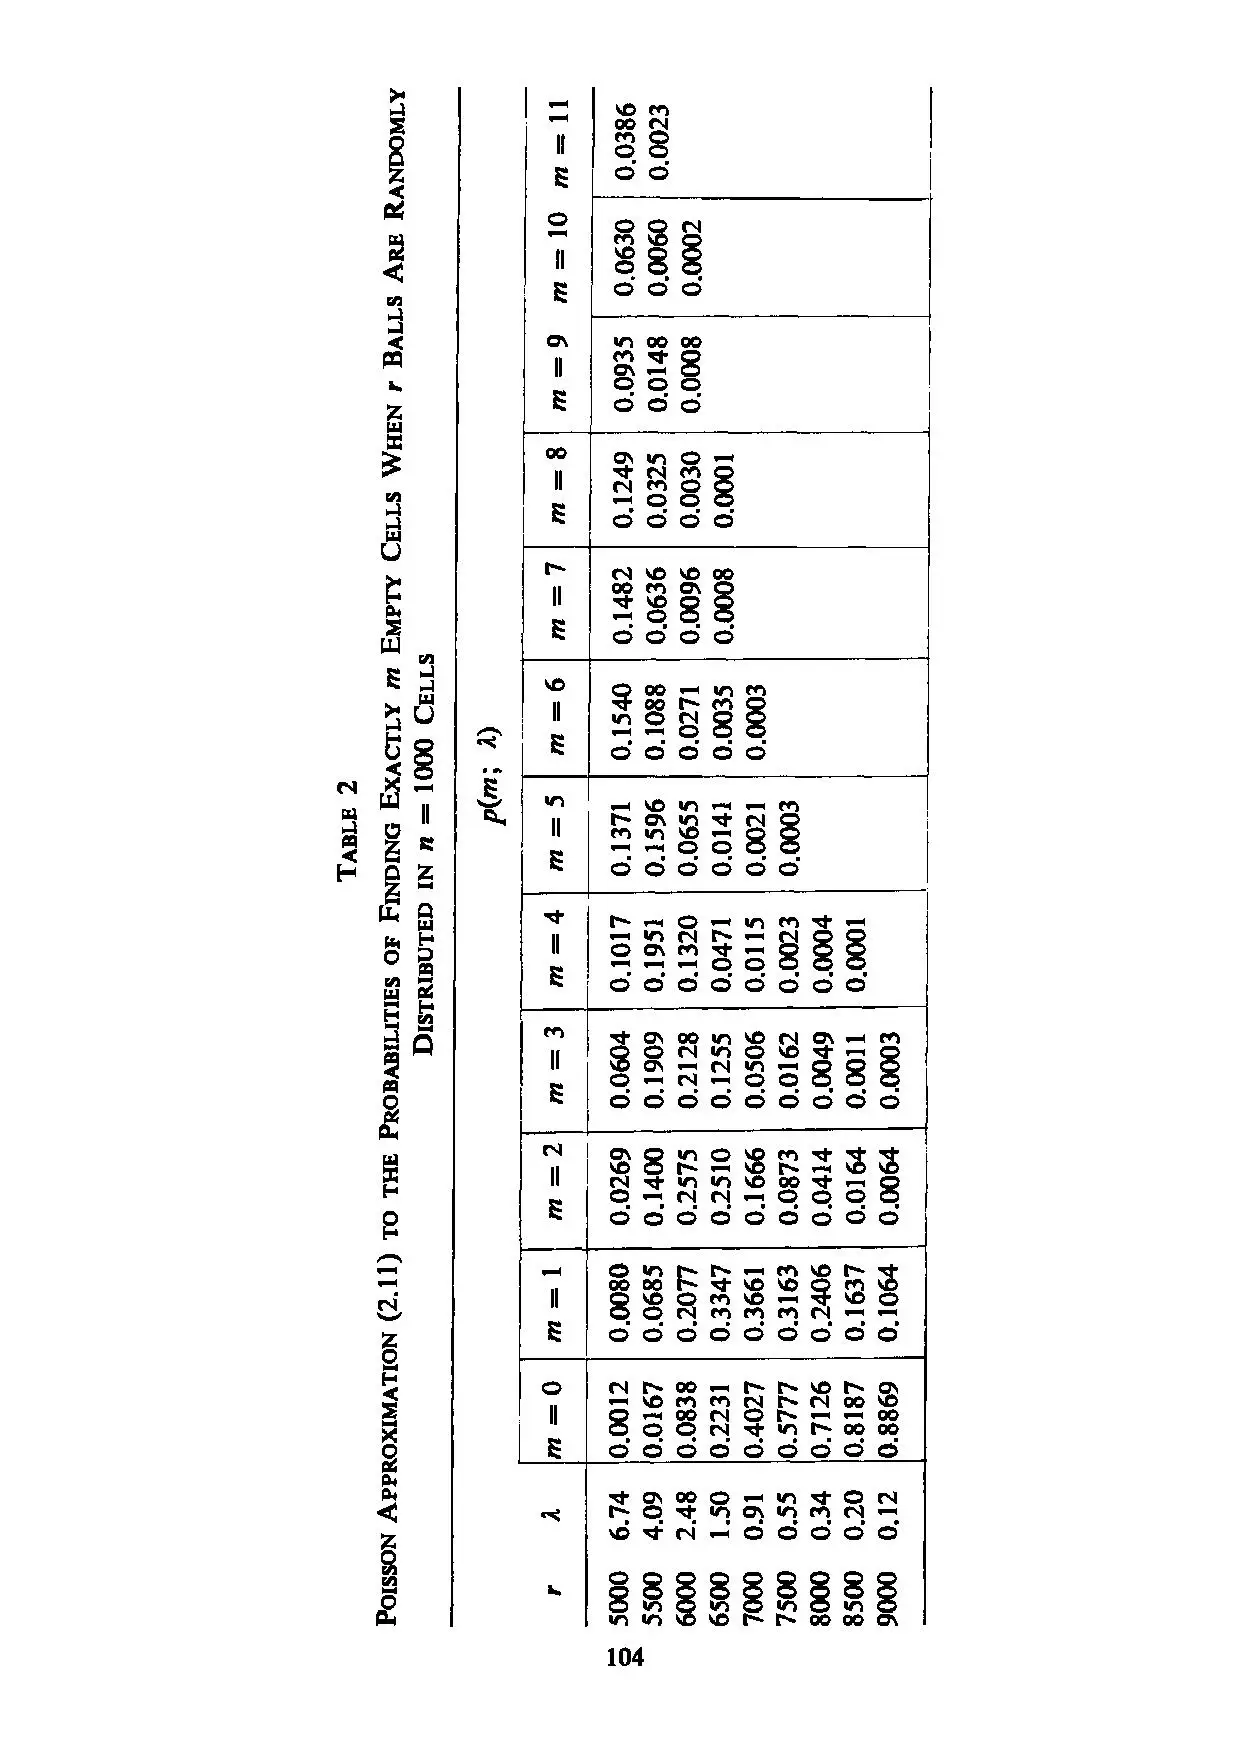 TABLE 2
POISSON APPROXIMATION (2.11) TO THE PROBABILITIES OF FINDING EXACTLY m EMPTY CELLS WHEN r BALLS ARE RANDOMLY
DISTRIBUTED IN n = 1000 CELLS
p(m; λ)
r λ m = 0 m = 1 m = 2 m = 3 m = 4 m = 5 m = 6 m = 7 m = 8 m = 9 m = 10 m = 11
5000 6.74 0.0012 0.0080 0.0269 0.0604 0.1017 0.1371 0.1540 0.1482 0.1249 0.0935 0.0630 0.0386
5500 4.09 0.0167 0.0685 0.1400 0.1909 0.1951 0.1596 0.1088 0.0636 0.0325 0.0148 0.0060 0.0023
6000 2.48 0.0838 0.2077 0.2575 0.2128 0.1320 0.0655 0.0271 0.0096 0.0030 0.0008 0.0002
6500 1.50 0.2231 0.3347 0.2510 0.1255 0.0471 0.0141 0.0035 0.0008 0.0001
7000 0.91 0.4027 0.3661 0.1666 0.0506 0.0115 0.0021 0.0003
7500 0.55 0.5777 0.3163 0.0873 0.0162 0.0023 0.0003
8000 0.34 0.7126 0.2406 0.0414 0.0049 0.0004
8500 0.20 0.8187 0.1637 0.0164 0.0011 0.0001
9000 0.12 0.8869 0.1064 0.0064 0.0003
104